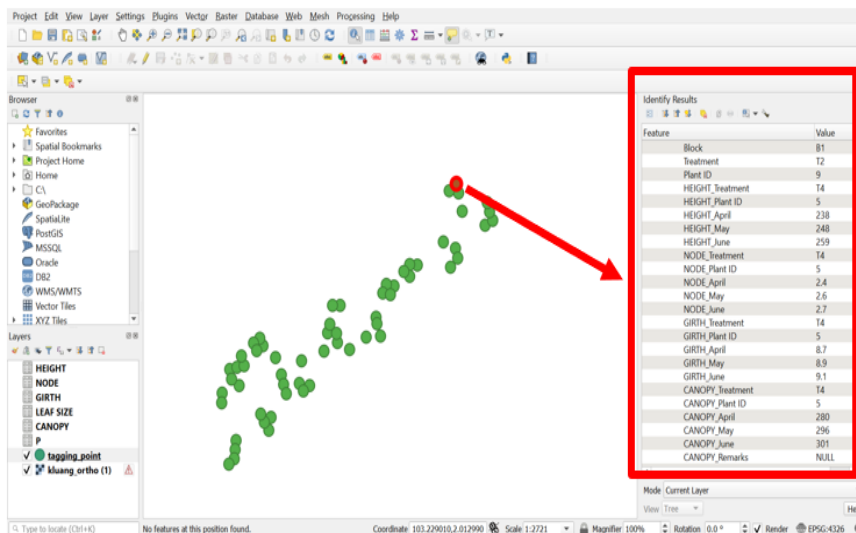 Project Edit View Layer Settings Plugins Vector Raster Database Web Mesh Processing Help
Browser
Favorites
Spatial Bookmarks
Project Home
Home
C:\
GeoPackage
SpatiaLite
PostGIS
MSSQL
Oracle
DB2
WMS/WMTS
Vector Tiles
XYZ Tiles
Layers
HEIGHT
NODE
GIRTH
LEAF SIZE
CANOPY
P
tagging_point
kluang_ortho (1)
Identify Results
Feature Value
Block B1
Treatment T2
Plant ID 9
HEIGHT_Treatment T4
HEIGHT_Plant ID 5
HEIGHT_April 238
HEIGHT_May 248
HEIGHT_June 259
NODE_Treatment T4
NODE_Plant ID 5
NODE_April 2.4
NODE_May 2.6
NODE_June 2.7
GIRTH_Treatment T4
GIRTH_Plant ID 5
GIRTH_April 8.7
GIRTH_May 8.9
GIRTH_June 9.1
CANOPY_Treatment T4
CANOPY_Plant ID 5
CANOPY_April 280
CANOPY_May 296
CANOPY_June 301
CANOPY_Remarks NULL
Mode Current Layer
View Tree He
Type to locate (Ctrl+K) No features at this position found. Coordinate 103.229010,2.012990 Scale 1:2721 Magnifier 100% Rotation 0.0 ° Render EPSG:4326